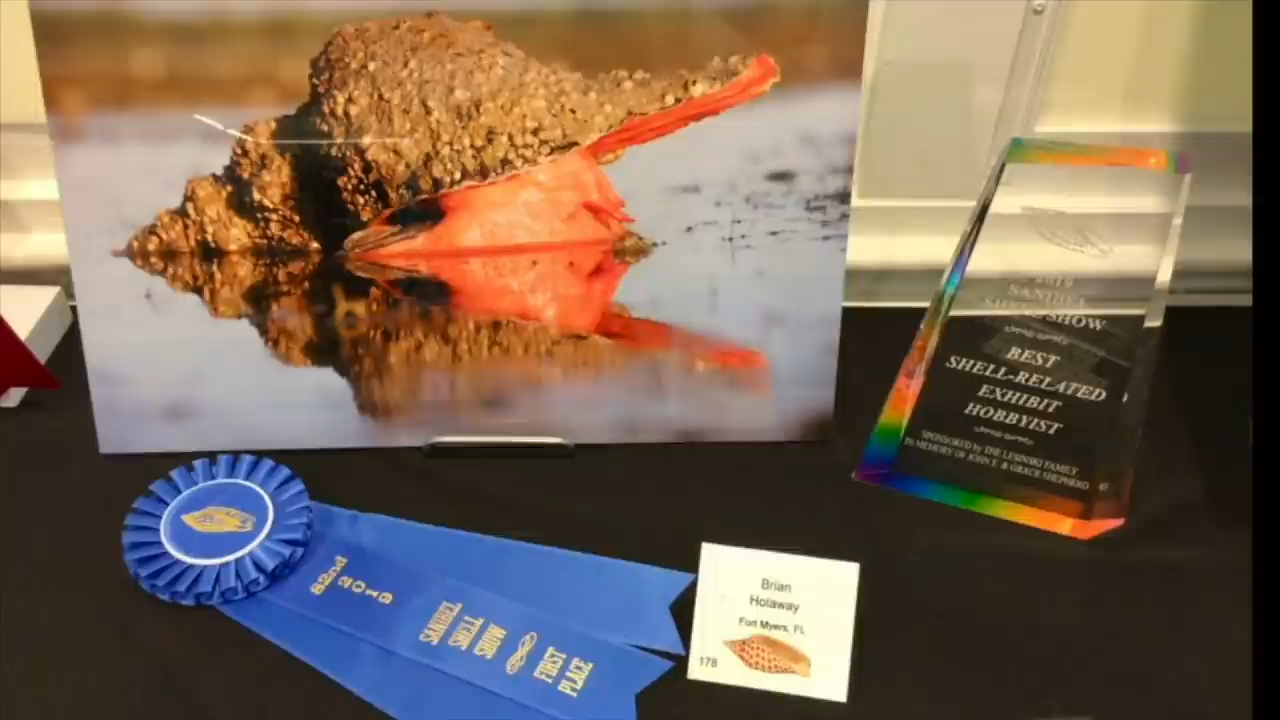 2019
SANIBEL
SHELL SHOW
BEST
SHELL-RELATED
EXHIBIT
HOBBYIST
SPONSORED by THE LESINSKI FAMILY
IN MEMORY OF JOHN E. & GRACE SHEPHERD
82nd
2019
SANIBEL
SHELL
SHOW
FIRST
PLACE
Brian
Holaway
Fort Myers, FL
178